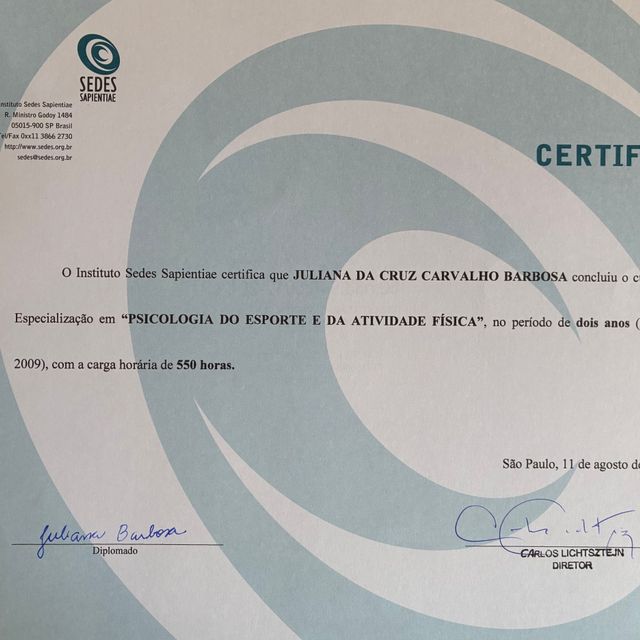 SEDES
SAPIENTIAE
Instituto Sedes Sapientiae
R. Ministro Godoy 1484
05015-900 SP Brasil
Tel/Fax 0xx11 3866 2730
http://www.sedes.org.br
sedes@sedes.org.br
CERTIF
O Instituto Sedes Sapientiae certifica que JULIANA DA CRUZ CARVALHO BARBOSA concluiu o c
Especialização em “PSICOLOGIA DO ESPORTE E DA ATIVIDADE FÍSICA”, no período de dois anos (
2009), com a carga horária de 550 horas.
São Paulo, 11 de agosto de
Juliana Barbosa
Diplomado
CARLOS LICHTSZTEJN
DIRETOR